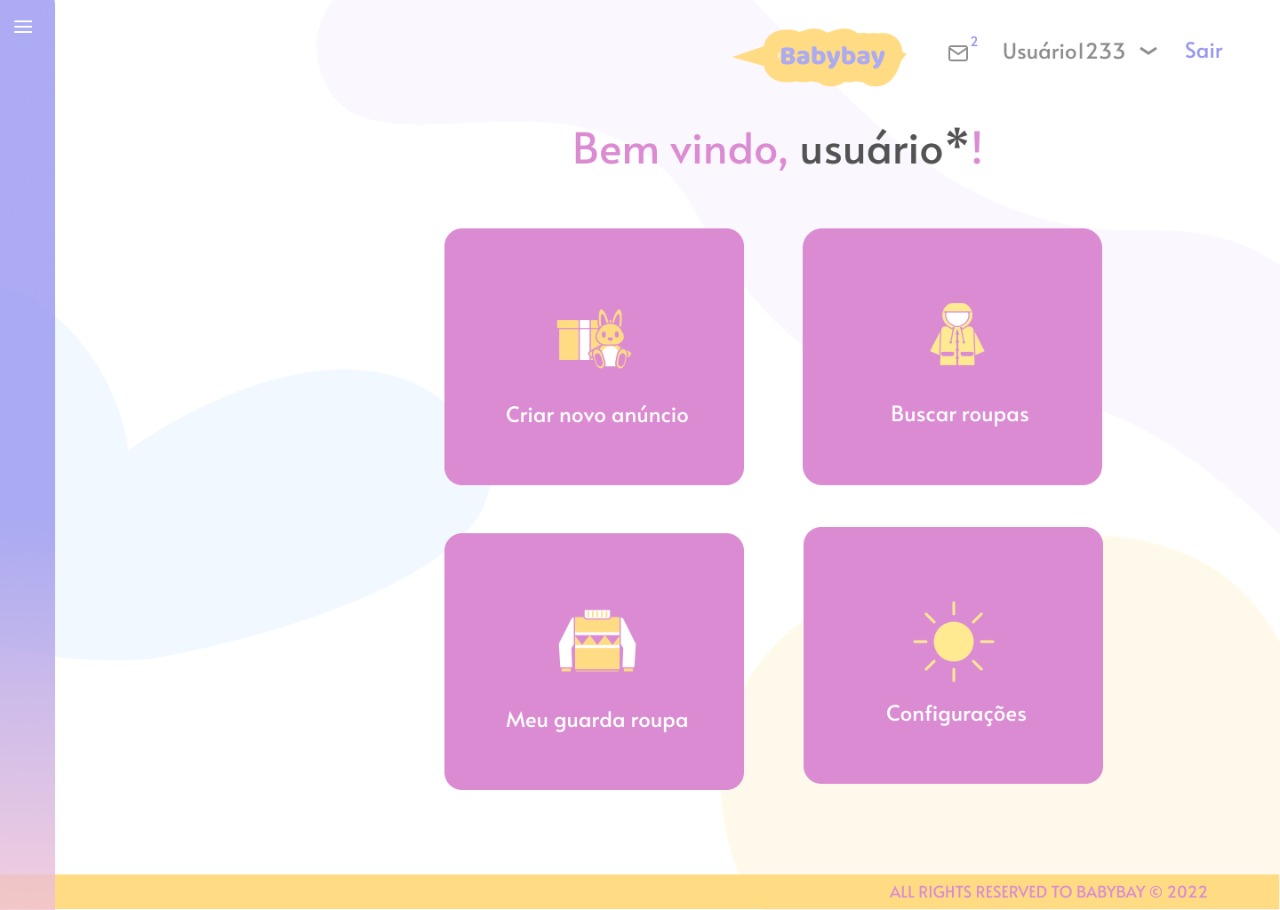 Babybay
2
Usuário1233
Sair
Bem vindo, usuário*!
Criar novo anúncio
Buscar roupas
Meu guarda roupa
Configurações
ALL RIGHTS RESERVED TO BABYBAY © 2022